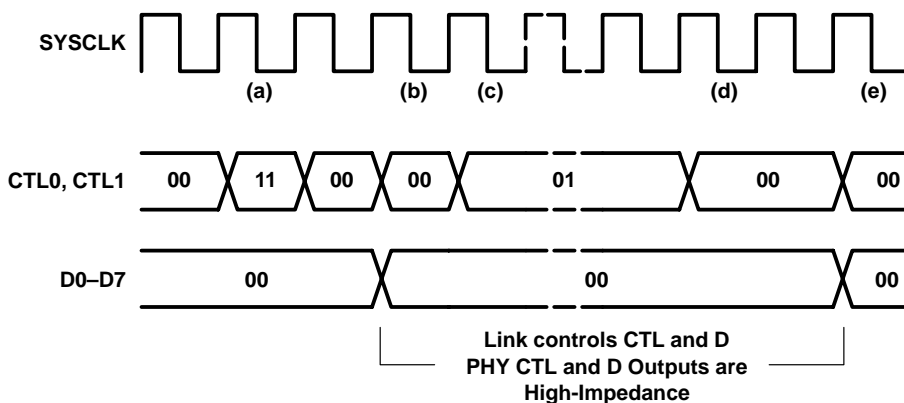 SYSCLK
(a) (b) (c) (d) (e)
CTL0, CTL1 00 11 00 00 01 00 00
D0–D7 00 00 00
Link controls CTL and D
PHY CTL and D Outputs are
High-Impedance